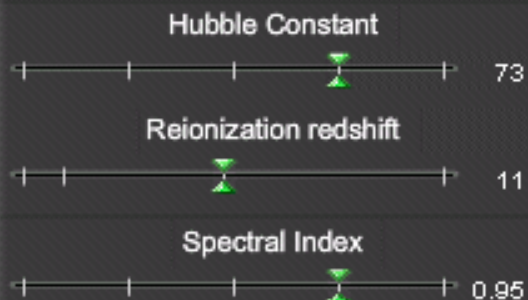 Hubble Constant
73
Reionization redshift
11
Spectral Index
0.95